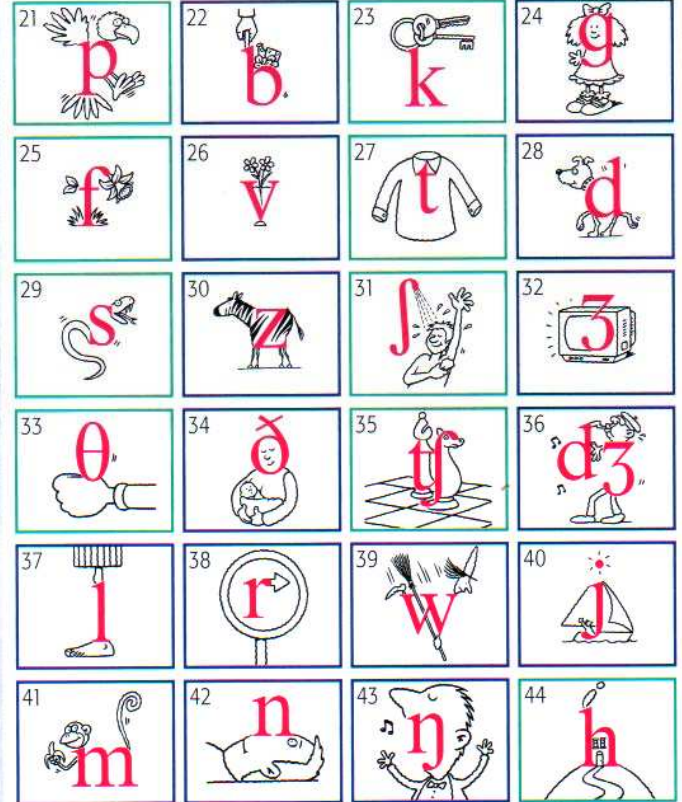 21 p 22 b 23 k 24 g
25 f 26 v 27 t 28 d
29 s 30 z 31 ʃ 32 ʒ
33 θ 34 ð 35 tʃ 36 dʒ
37 l 38 r 39 w 40 j
41 m 42 n 43 ŋ 44 h